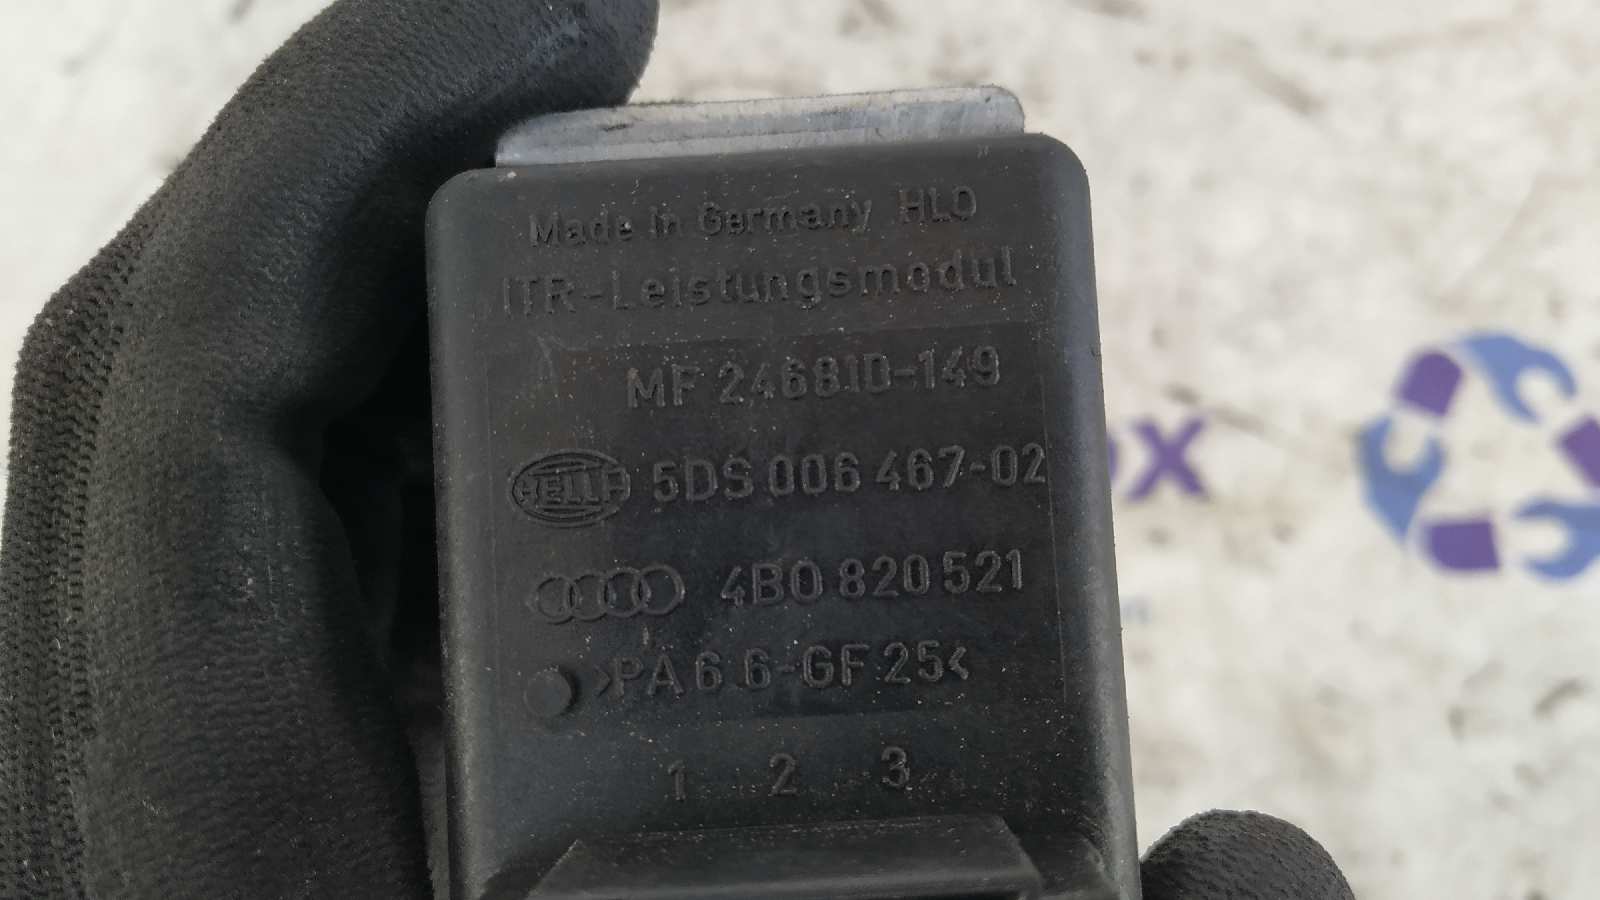 Made in Germany HLO
ITR-Leistungsmodul
MF 246810-149
HELLA 5DS 006 467-02
4B0 820 521
>PA 6 6-GF 25<
1 2 3